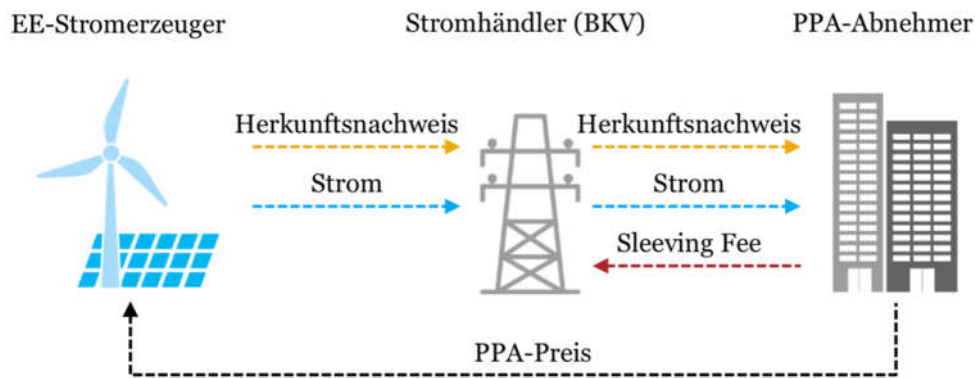 EE-Stromerzeuger
Stromhändler (BKV)
PPA-Abnehmer
Herkunftsnachweis
Herkunftsnachweis
Strom
Strom
Sleeving Fee
PPA-Preis